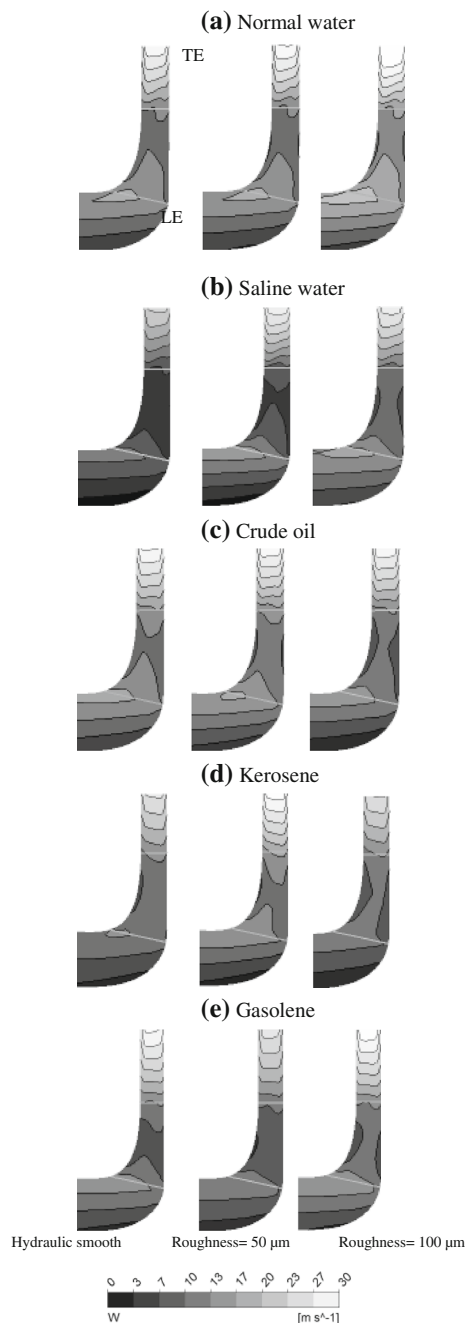 (a) Normal water
TE
LE
(b) Saline water
(c) Crude oil
(d) Kerosene
(e) Gasolene
Hydraulic smooth Roughness= 50 µm Roughness= 100 µm
0 3 7 10 13 17 20 23 27 30
W [m s^-1]